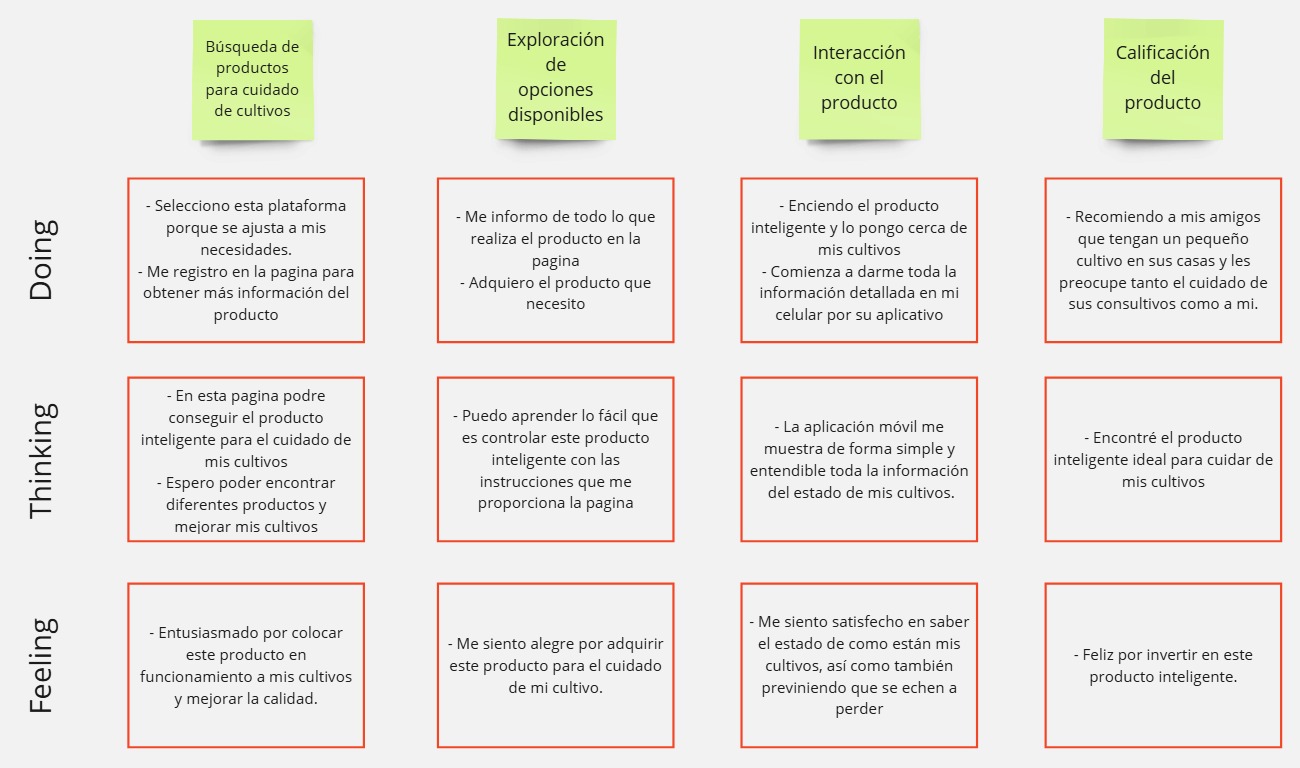 Búsqueda de
productos
para cuidado
de cultivos
Exploración
de
opciones
disponibles
Interacción
con el
producto
Calificación
del
producto
Doing
- Selecciono esta plataforma
porque se ajusta a mis
necesidades.
- Me registro en la pagina para
obtener más información del
producto
- Me informo de todo lo que
realiza el producto en la
pagina
- Adquiero el producto que
necesito
- Enciendo el producto
inteligente y lo pongo cerca de
mis cultivos
- Comienza a darme toda la
información detallada en mi
celular por su aplicativo
- Recomiendo a mis amigos
que tengan un pequeño
cultivo en sus casas y les
preocupe tanto el cuidado de
sus consultivos como a mi.
Thinking
- En esta pagina podre
conseguir el producto
inteligente para el cuidado de
mis cultivos
- Espero poder encontrar
diferentes productos y
mejorar mis cultivos
- Puedo aprender lo fácil que
es controlar este producto
inteligente con las
instrucciones que me
proporciona la pagina
- La aplicación móvil me
muestra de forma simple y
entendible toda la información
del estado de mis cultivos.
- Encontré el producto
inteligente ideal para cuidar de
mis cultivos
Feeling
- Entusiasmado por colocar
este producto en
funcionamiento a mis cultivos
y mejorar la calidad.
- Me siento alegre por adquirir
este producto para el cuidado
de mi cultivo.
- Me siento satisfecho en saber
el estado de como están mis
cultivos, así como también
previniendo que se echen a
perder
- Feliz por invertir en este
producto inteligente.